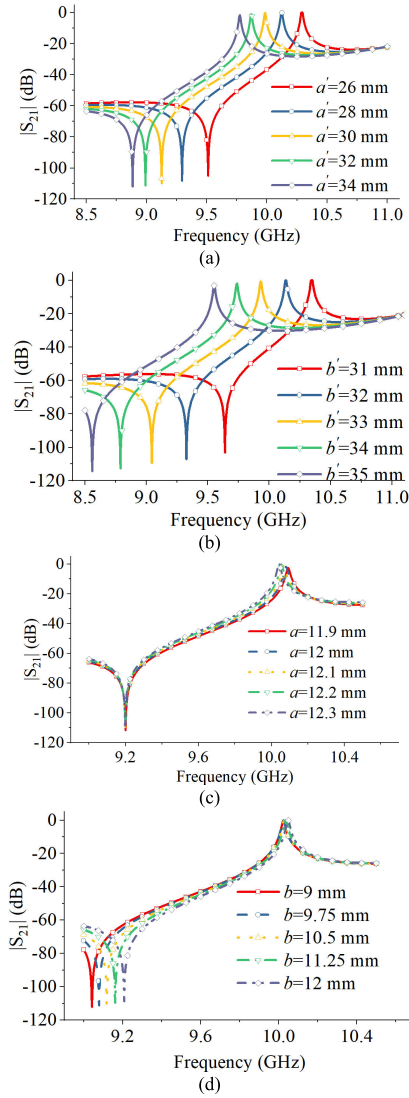 0
-20
-40
-60
-80
-100
-120
|S21| (dB)
a'=26 mm
a'=28 mm
a'=30 mm
a'=32 mm
a'=34 mm
8.5 9.0 9.5 10.0 10.5 11.0
Frequency (GHz)
(a)
0
-20
-40
-60
-80
-100
-120
|S21| (dB)
b'=31 mm
b'=32 mm
b'=33 mm
b'=34 mm
b'=35 mm
8.5 9.0 9.5 10.0 10.5 11.0
Frequency (GHz)
(b)
0
-20
-40
-60
-80
-100
-120
|S21| (dB)
a=11.9 mm
a=12 mm
a=12.1 mm
a=12.2 mm
a=12.3 mm
9.2 9.6 10.0 10.4
Frequency (GHz)
(c)
0
-20
-40
-60
-80
-100
-120
|S21| (dB)
b=9 mm
b=9.75 mm
b=10.5 mm
b=11.25 mm
b=12 mm
9.2 9.6 10.0 10.4
Frequency (GHz)
(d)